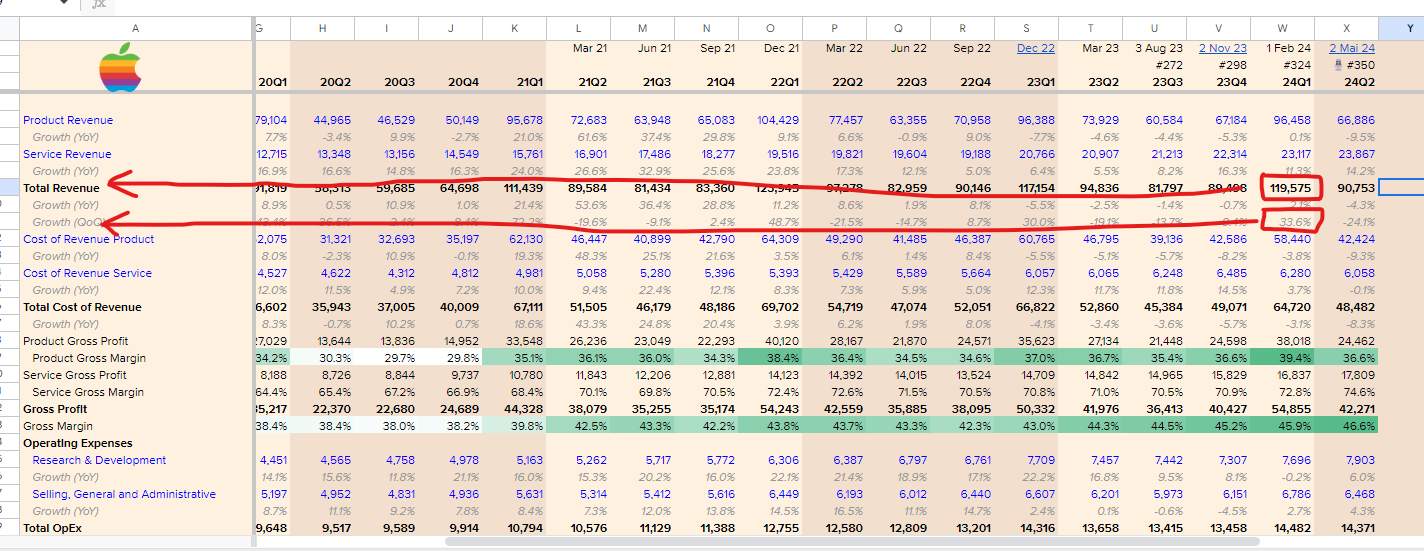 G H I J K L M N O P Q R S T U V W X Y
A
Mar 21 Jun 21 Sep 21 Dec 21 Mar 22 Jun 22 Sep 22 Dec 22 Mar 23 3 Aug 23 2 Nov 23 1 Feb 24 2 Mai 24
#272 #298 #324 #350
20Q1 20Q2 20Q3 20Q4 21Q1 21Q2 21Q3 21Q4 22Q1 22Q2 22Q3 22Q4 23Q1 23Q2 23Q3 23Q4 24Q1 24Q2
Product Revenue 79,104 44,965 46,529 50,149 95,678 72,683 63,948 65,083 104,429 77,457 63,355 70,958 96,388 73,929 60,584 67,184 96,458 66,886
Growth (YoY) 7.7% -3.4% 9.9% -2.7% 21.0% 61.6% 37.4% 29.8% 9.1% 6.6% -0.9% 9.0% -7.7% -4.6% -4.4% -5.3% 0.1% -9.5%
Service Revenue 12,715 13,348 13,156 14,549 15,761 16,901 17,486 18,277 19,516 19,821 19,604 19,188 20,766 20,907 21,213 22,314 23,117 23,867
Growth (YoY) 16.9% 16.6% 14.8% 16.3% 24.0% 26.6% 32.9% 25.6% 23.8% 17.3% 12.1% 5.0% 6.4% 5.5% 8.2% 16.3% 11.3% 14.2%
Total Revenue 58,313 59,685 64,698 111,439 89,584 81,434 83,360 123,945 97,278 82,959 90,146 117,154 94,836 81,797 89,498 119,575 90,753
Growth (YoY) 8.9% 0.5% 10.9% 1.0% 21.4% 53.6% 36.4% 28.8% 11.2% 8.6% 1.9% 8.1% -5.5% -2.5% -1.4% -0.7% 2.1% -4.3%
Growth (QoQ) 72.2% -19.6% -9.1% 2.4% 48.7% -21.5% -14.7% 8.7% 30.0% -19.1% -13.7% 33.6% -24.1%
Cost of Revenue Product 31,321 32,693 35,197 62,130 46,447 40,899 42,790 64,309 49,290 41,485 46,387 60,765 46,795 39,136 42,586 58,440 42,424
Growth (YoY) 8.0% -2.3% 10.9% -0.1% 19.3% 48.3% 25.1% 21.6% 3.5% 6.1% 1.4% 8.4% -5.5% -5.1% -5.7% -8.2% -3.8% -9.3%
Cost of Revenue Service 4,527 4,622 4,312 4,812 4,981 5,058 5,280 5,396 5,393 5,429 5,589 5,664 6,057 6,065 6,248 6,485 6,280 6,058
Growth (YoY) 12.0% 11.5% 4.9% 7.2% 10.0% 9.4% 22.4% 12.1% 8.3% 7.3% 5.9% 5.0% 12.3% 11.7% 11.8% 14.5% 3.7% -0.1%
Total Cost of Revenue 35,943 37,005 40,009 67,111 51,505 46,179 48,186 69,702 54,719 47,074 52,051 66,822 52,860 45,384 49,071 64,720 48,482
Growth (YoY) 8.3% -0.7% 10.2% 0.7% 18.6% 43.3% 24.8% 20.4% 3.9% 6.2% 1.9% 8.0% -4.1% -3.4% -3.6% -5.7% -3.1% -8.3%
Product Gross Profit 13,644 13,836 14,952 33,548 26,236 23,049 22,293 40,120 28,167 21,870 24,571 35,623 27,134 21,448 24,598 38,018 24,462
Product Gross Margin 34.2% 30.3% 29.7% 29.8% 35.1% 36.1% 36.0% 34.3% 38.4% 36.4% 34.5% 34.6% 37.0% 36.7% 35.4% 36.6% 39.4% 36.6%
Service Gross Profit 8,188 8,726 8,844 9,737 10,780 11,843 12,206 12,881 14,123 14,392 14,015 13,524 14,709 14,842 14,965 15,829 16,837 17,809
Service Gross Margin 64.4% 65.4% 67.2% 66.9% 68.4% 70.1% 69.8% 70.5% 72.4% 72.6% 71.5% 70.5% 70.8% 71.0% 70.5% 70.9% 72.8% 74.6%
Gross Profit 22,370 22,680 24,689 44,328 38,079 35,255 35,174 54,243 42,559 35,885 38,095 50,332 41,976 36,413 40,427 54,855 42,271
Gross Margin 38.4% 38.4% 38.0% 38.2% 39.8% 42.5% 43.3% 42.2% 43.8% 43.7% 43.3% 42.3% 43.0% 44.3% 44.5% 45.2% 45.9% 46.6%
Operating Expenses
Research & Development 4,451 4,565 4,758 4,978 5,163 5,262 5,717 5,772 6,306 6,387 6,797 6,761 7,709 7,457 7,442 7,307 7,696 7,903
Growth (YoY) 14.1% 15.6% 11.8% 21.1% 16.0% 15.3% 20.2% 16.0% 22.1% 21.4% 18.9% 17.1% 22.2% 16.8% 9.5% 8.1% -0.2% 6.0%
Selling, General and Administrative 5,197 4,952 4,831 4,936 5,631 5,314 5,412 5,616 6,449 6,193 6,012 6,440 6,607 6,201 5,973 6,151 6,786 6,468
Growth (YoY) 8.7% 11.1% 9.2% 7.8% 8.4% 7.3% 12.0% 13.8% 14.5% 16.5% 11.1% 14.7% 2.4% 0.1% -0.6% -4.5% 2.7% 4.3%
Total OpEx 9,648 9,517 9,589 9,914 10,794 10,576 11,129 11,388 12,755 12,580 12,809 13,201 14,316 13,658 13,415 13,458 14,482 14,371